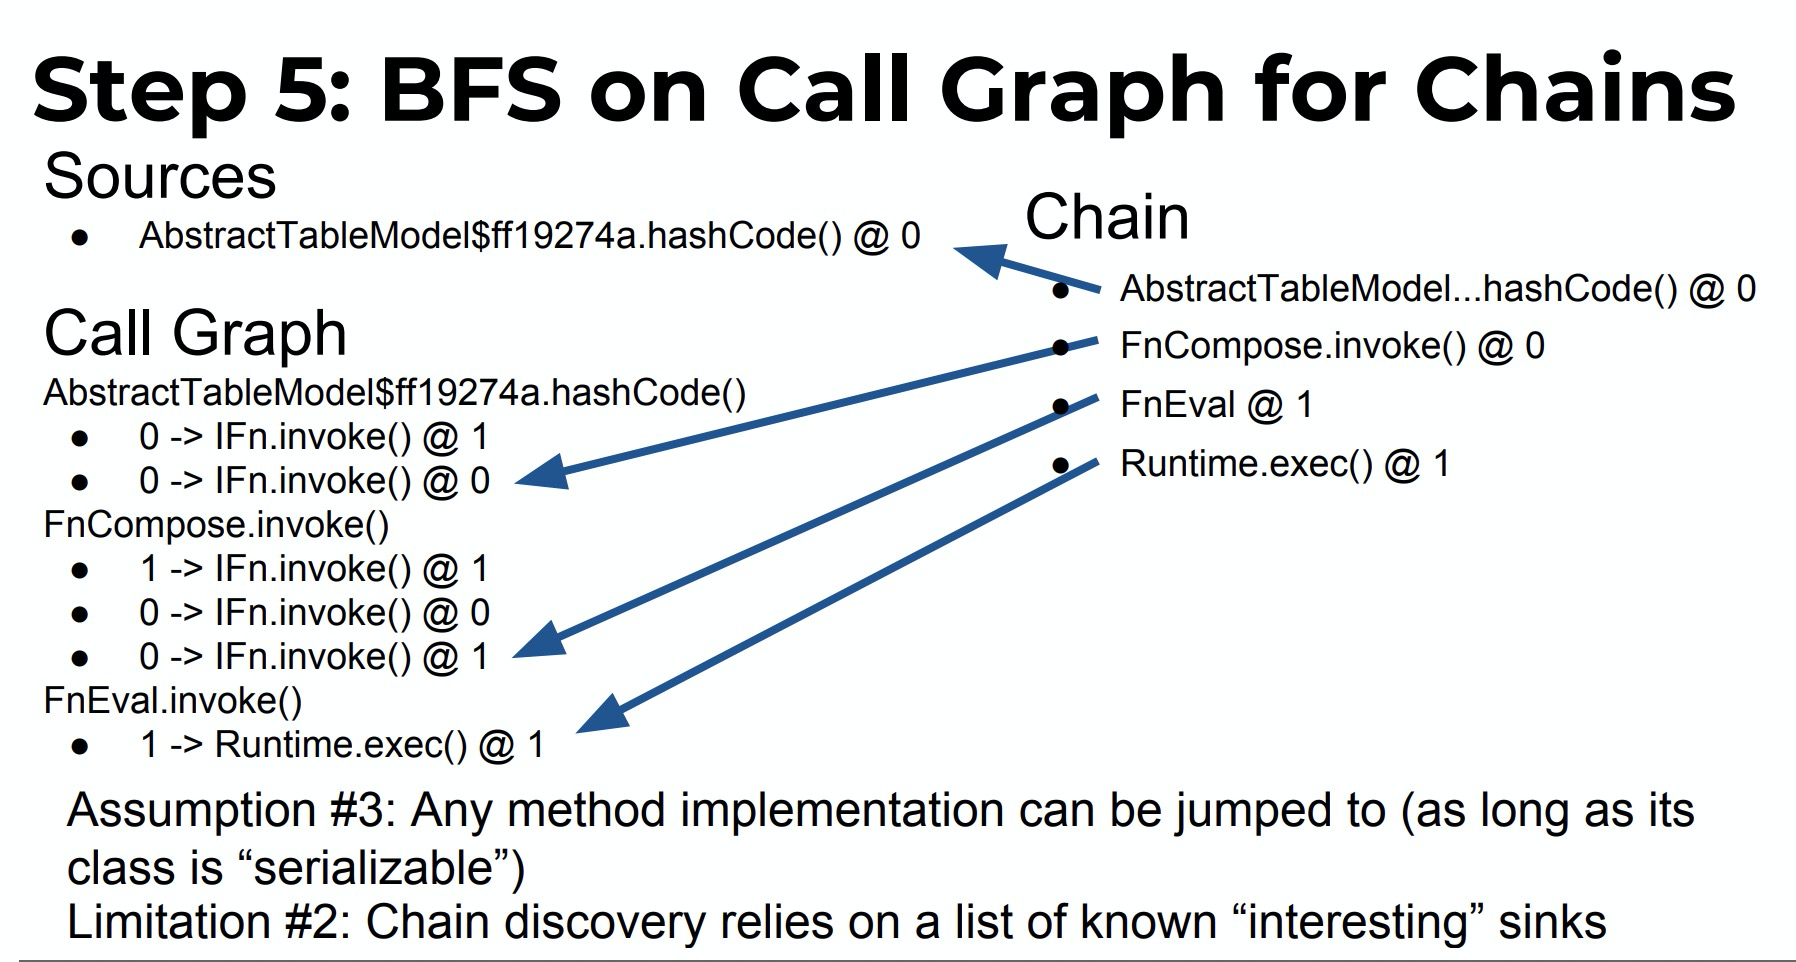 Step 5: BFS on Call Graph for Chains
Sources
● AbstractTableModel$ff19274a.hashCode() @ 0
Call Graph
AbstractTableModel$ff19274a.hashCode()
● 0 -> IFn.invoke() @ 1
● 0 -> IFn.invoke() @ 0
FnCompose.invoke()
● 1 -> IFn.invoke() @ 1
● 0 -> IFn.invoke() @ 0
● 0 -> IFn.invoke() @ 1
FnEval.invoke()
● 1 -> Runtime.exec() @ 1
Chain
● AbstractTableModel...hashCode() @ 0
● FnCompose.invoke() @ 0
● FnEval @ 1
● Runtime.exec() @ 1
Assumption #3: Any method implementation can be jumped to (as long as its
class is “serializable”)
Limitation #2: Chain discovery relies on a list of known “interesting” sinks